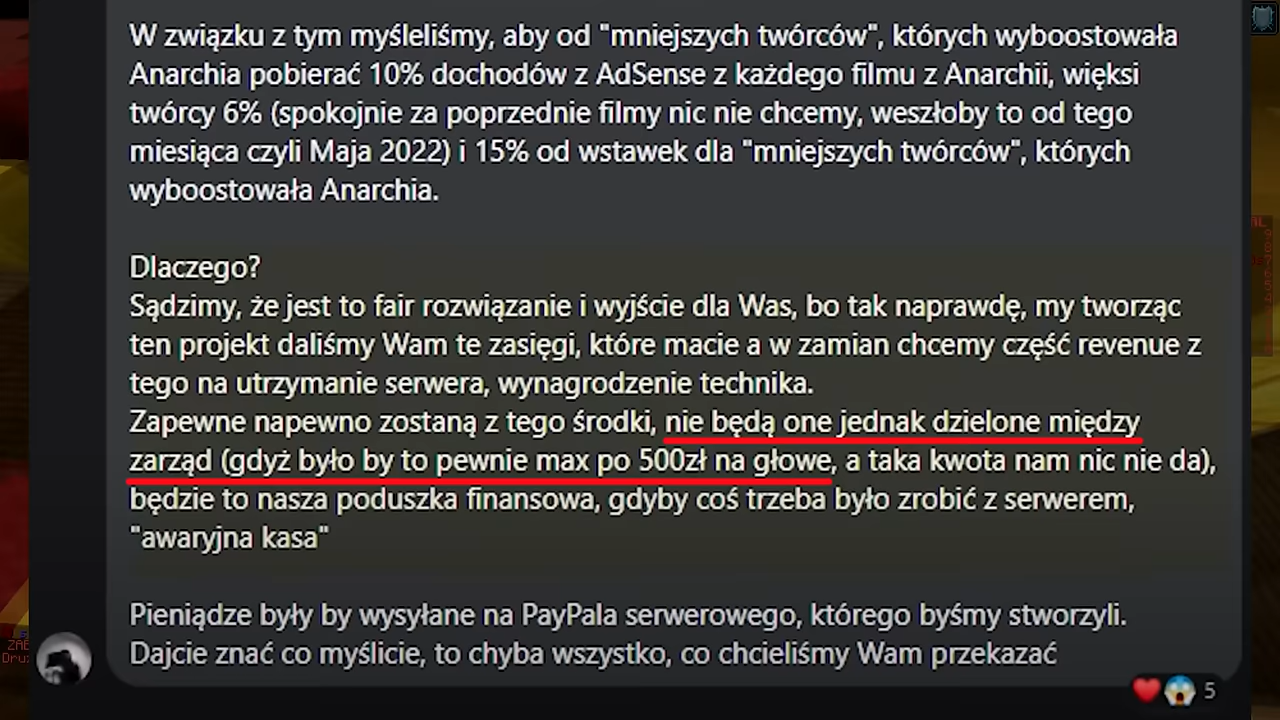 W związku z tym myśleliśmy, aby od "mniejszych twórców", których wyboostowała
Anarchia pobierać 10% dochodów z AdSense z każdego filmu z Anarchii, większi
twórcy 6% (spokojnie za poprzednie filmy nic nie chcemy, weszłoby to od tego
miesiąca czyli Maja 2022) i 15% od wstawek dla "mniejszych twórców", których
wyboostowała Anarchia.
Dlaczego?
Sądzimy, że jest to fair rozwiązanie i wyjście dla Was, bo tak naprawdę, my tworząc
ten projekt daliśmy Wam te zasięgi, które macie a w zamian chcemy część revenue z
tego na utrzymanie serwera, wynagrodzenie technika.
Zapewne napewno zostaną z tego środki, nie będą one jednak dzielone między
zarząd (gdyż było by to pewnie max po 500zł na głowe, a taka kwota nam nic nie da),
będzie to nasza poduszka finansowa, gdyby coś trzeba było zrobić z serwerem,
"awaryjna kasa"
Pieniądze były by wysyłane na PayPala serwerowego, którego byśmy stworzyli.
Dajcie znać co myślicie, to chyba wszystko, co chcieliśmy Wam przekazać
5